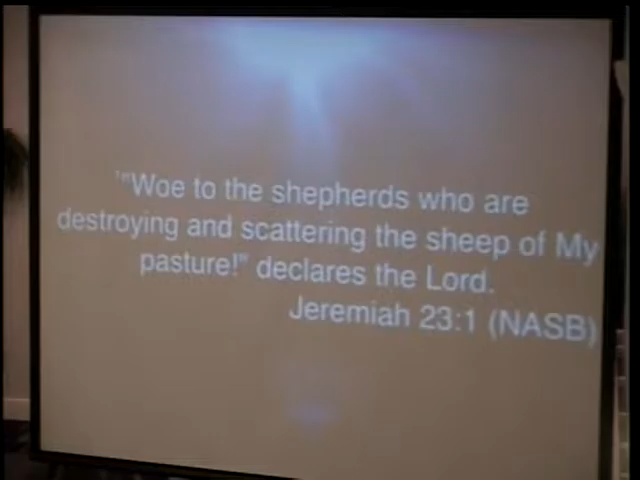 ¹"Woe to the shepherds who are
destroying and scattering the sheep of My
pasture!" declares the Lord.
Jeremiah 23:1 (NASB)